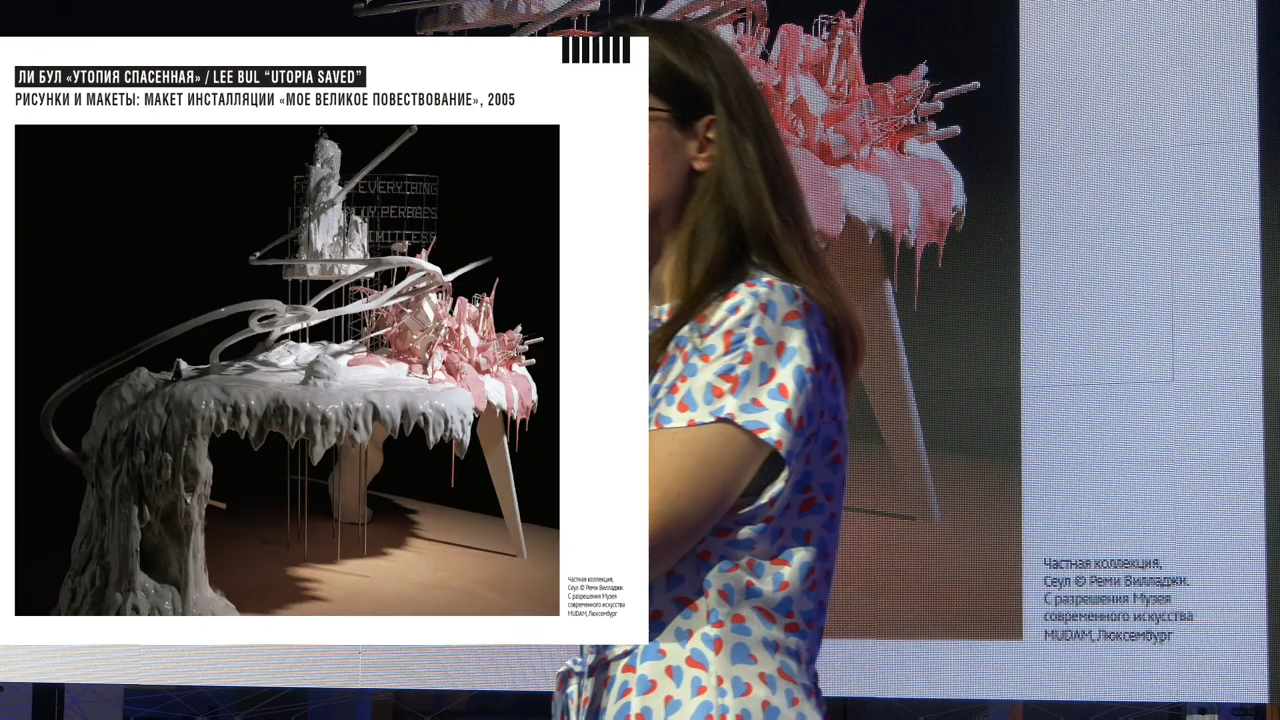 ЛИ БУЛ «УТОПИЯ СПАСЕННАЯ» / LEE BUL “UTOPIA SAVED”
РИСУНКИ И МАКЕТЫ: МАКЕТ ИНСТАЛЛЯЦИИ «МОЕ ВЕЛИКОЕ ПОВЕСТВОВАНИЕ», 2005
EVERYTHING
PERHAPS
Частная коллекция,
Сеул © Реми Вилладжи.
С разрешения Музея
современного искусства
MUDAM, Люксембург
Частная коллекция,
Сеул © Реми Вилладжи.
С разрешения Музея
современного искусства
MUDAM, Люксембург